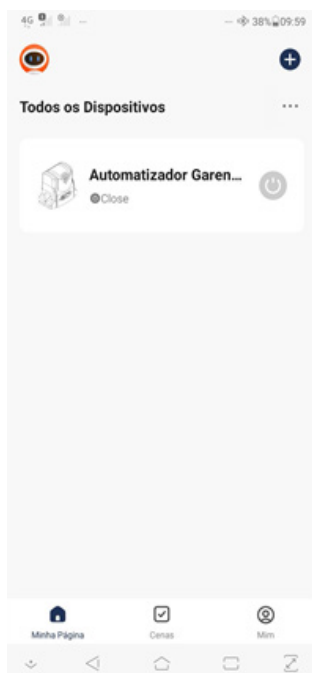 4G 38% 09:59
Todos os Dispositivos
Automatizador Garen...
Close
Minha Página Cenas Mim